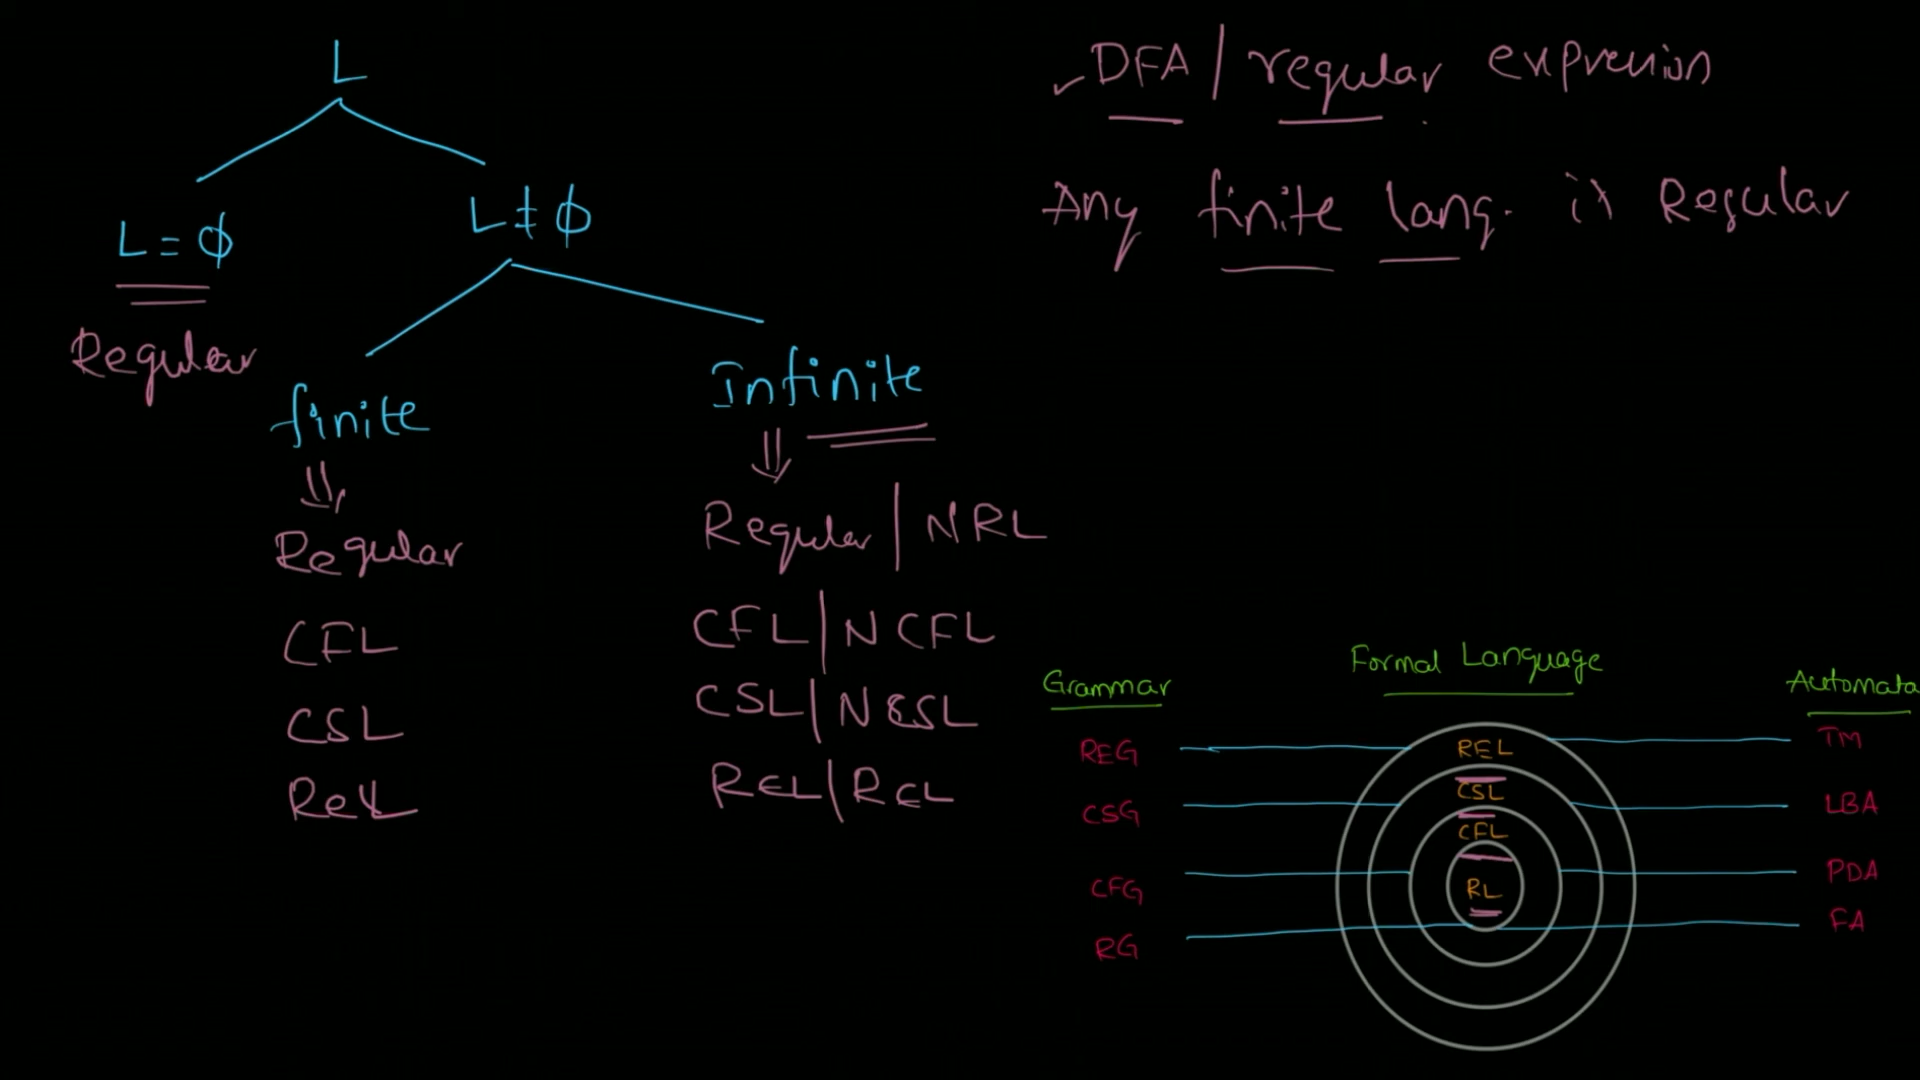 L
L = ϕ
L ≠ ϕ
Regular
finite
Infinite
⇓
Regular
CFL
CSL
REL
⇓
Regular | NRL
CFL | NCFL
CSL | NCSL
REL | REL
✓ DFA / regular expression
Any finite lang. is Regular
Grammar
Formal Language
Automata
REG
REL
TM
CSG
CSL
LBA
CFG
CFL
PDA
RG
RL
FA